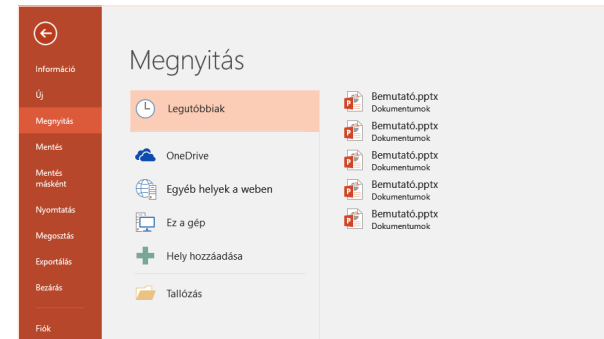 Megnyitás
Információ
Új
Megnyitás
Mentés
Mentés
másként
Nyomtatás
Megosztás
Exportálás
Bezárás
Fiók
Legutóbbiak
OneDrive
Egyéb helyek a weben
Ez a gép
Hely hozzáadása
Tallózás
Bemutató.pptx
Dokumentumok
Bemutató.pptx
Dokumentumok
Bemutató.pptx
Dokumentumok
Bemutató.pptx
Dokumentumok
Bemutató.pptx
Dokumentumok